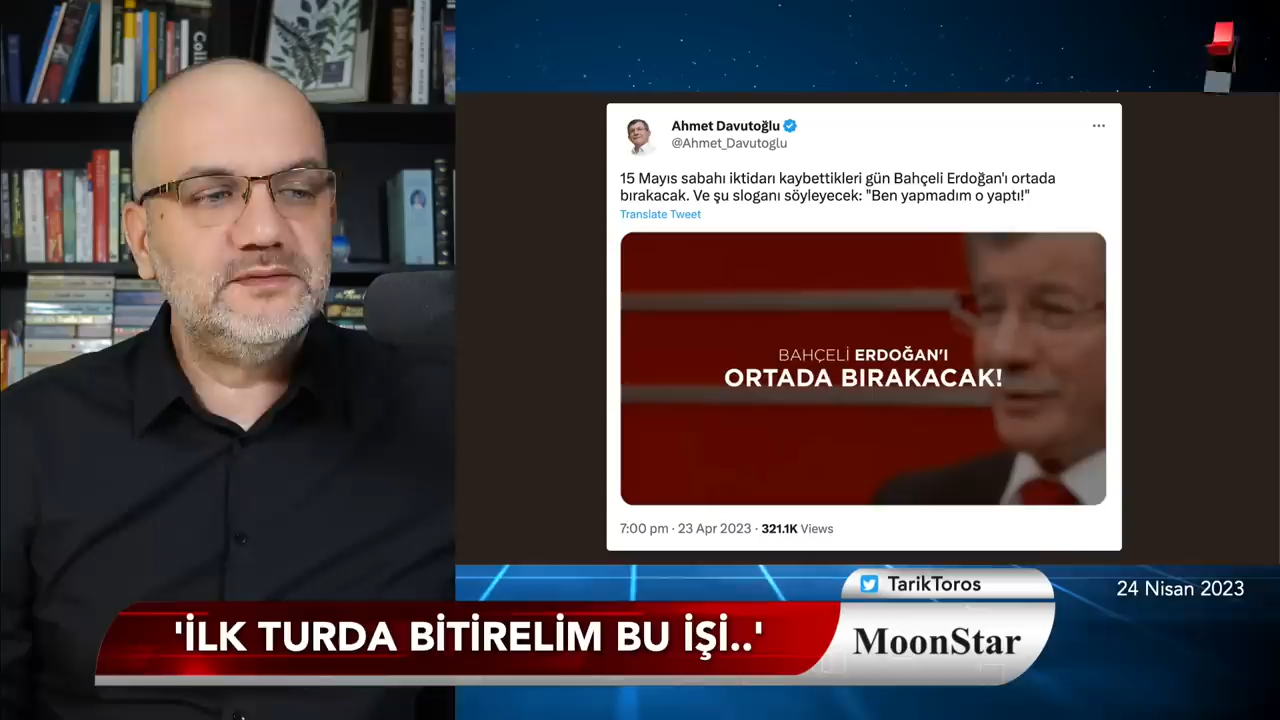 Coll
Ahmet Davutoğlu
@Ahmet_Davutoglu
15 Mayıs sabahı iktidarı kaybettikleri gün Bahçeli Erdoğan'ı ortada
bırakacak. Ve şu sloganı söyleyecek: "Ben yapmadım o yaptı!"
Translate Tweet
BAHÇELİ ERDOĞAN'I
ORTADA BIRAKACAK!
7:00 pm · 23 Apr 2023 · 321.1K Views
TarikToros
24 Nisan 2023
'İLK TURDA BİTİRELİM BU İŞİ..'
MoonStar